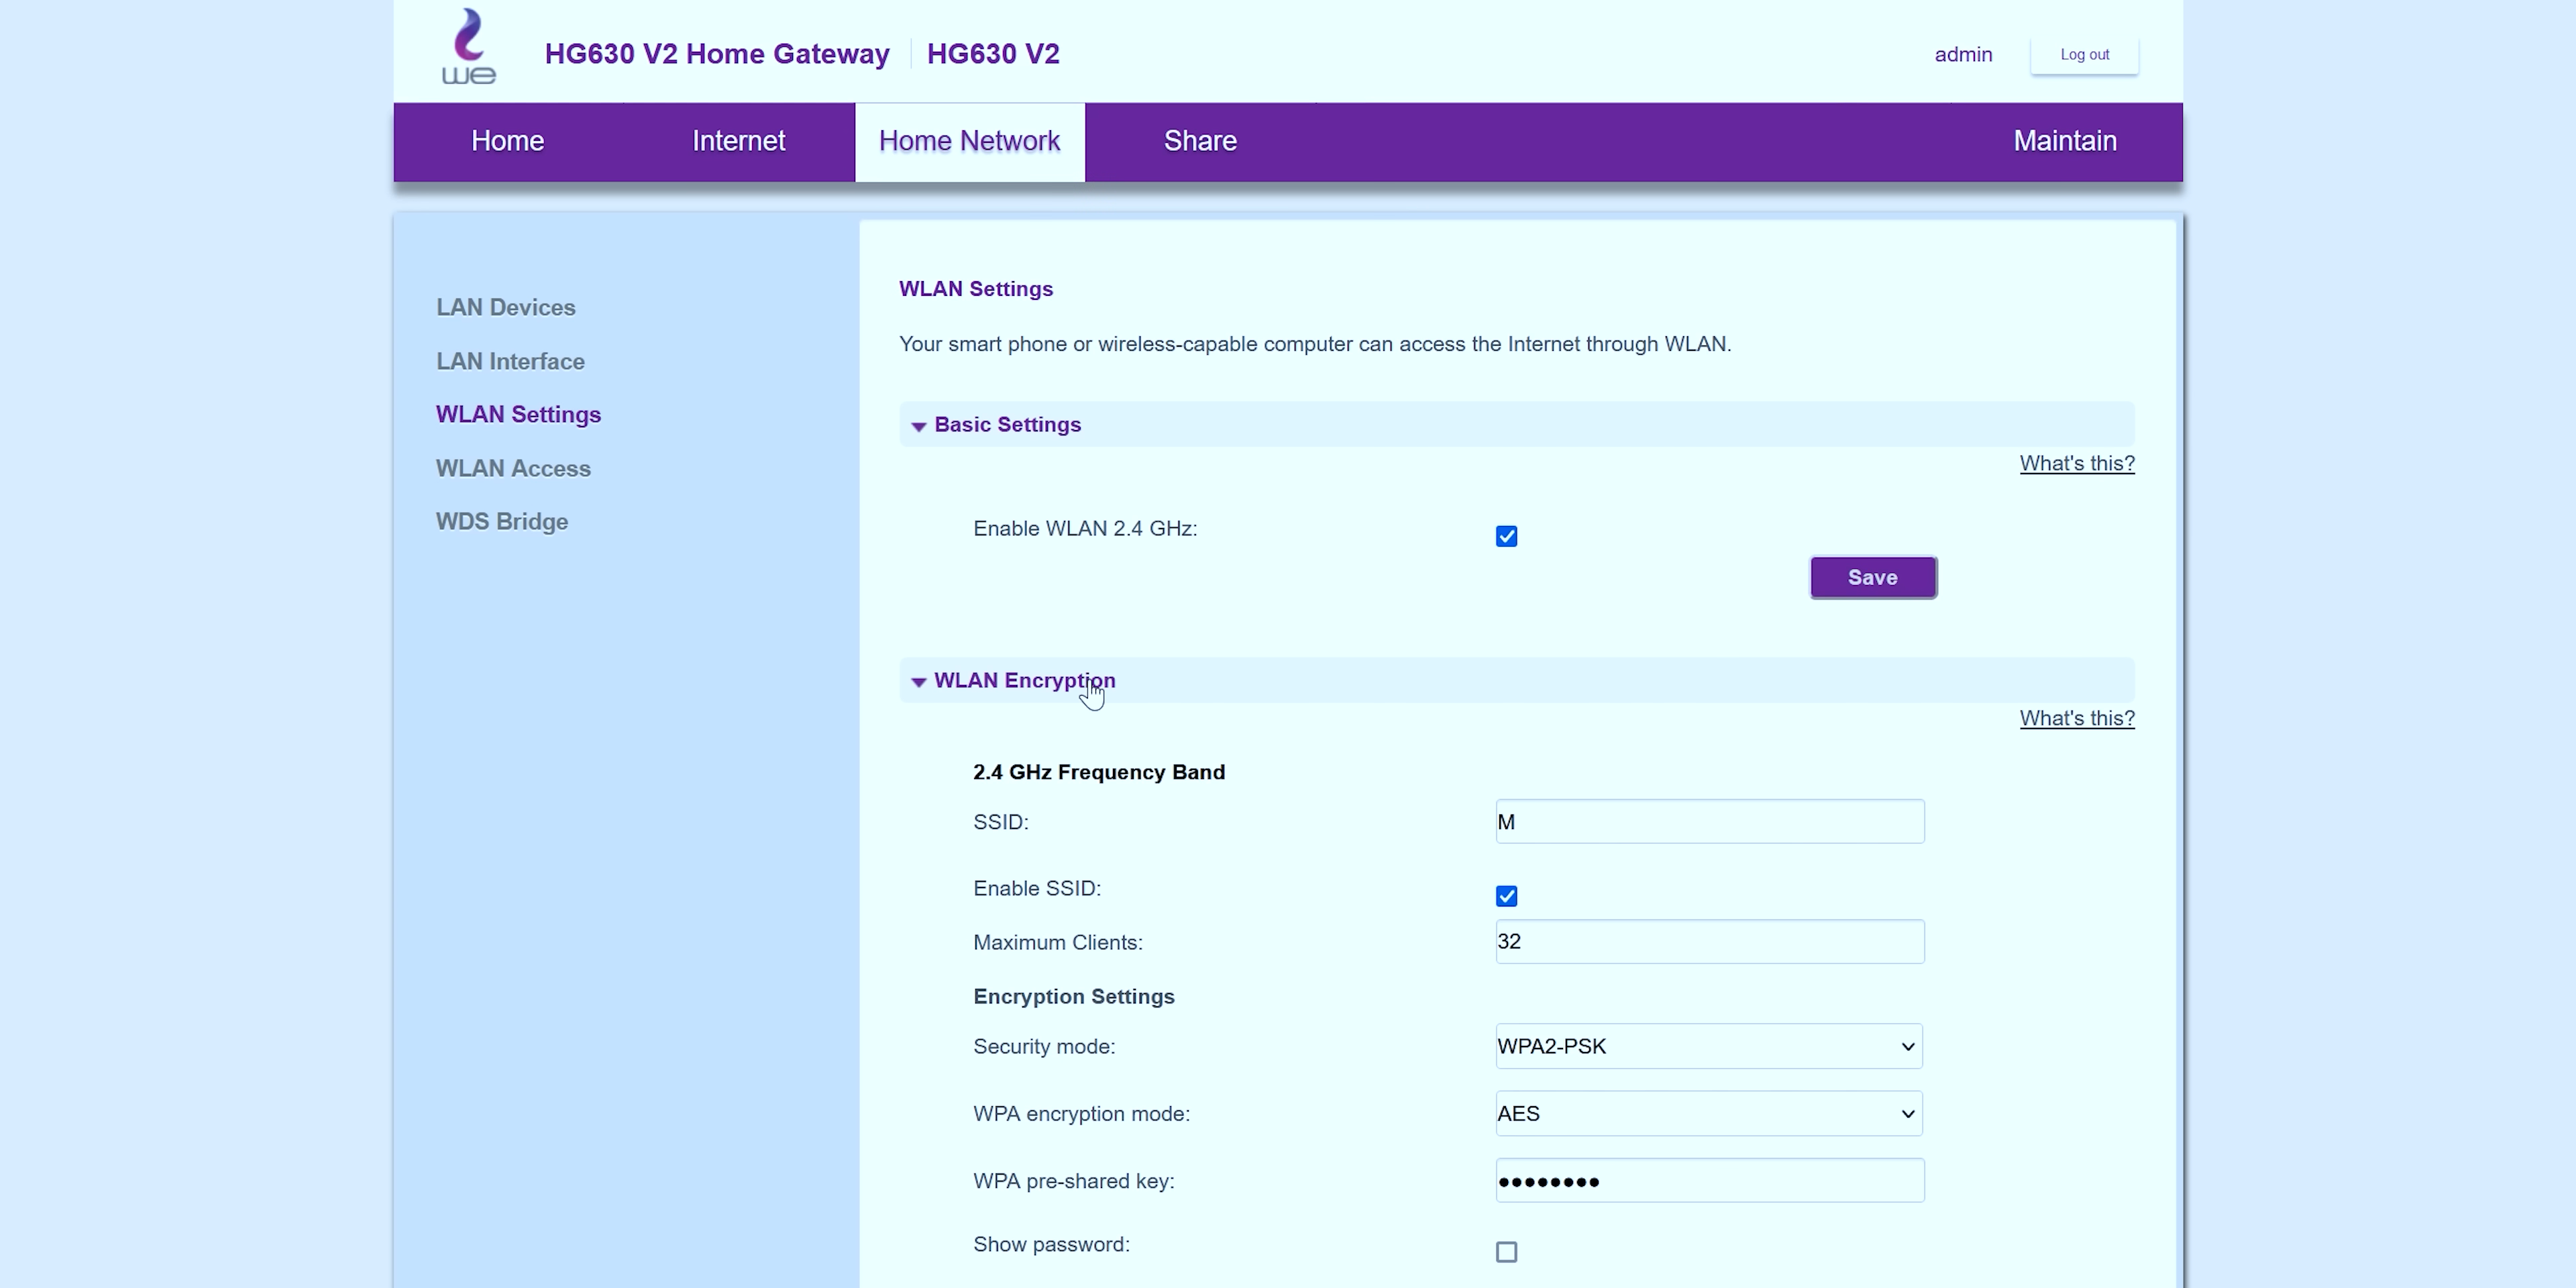 we
HG630 V2 Home Gateway HG630 V2
admin
Log out
Home
Internet
Home Network
Share
Maintain
LAN Devices
LAN Interface
WLAN Settings
WLAN Access
WDS Bridge
WLAN Settings
Your smart phone or wireless-capable computer can access the Internet through WLAN.
Basic Settings
What's this?
Enable WLAN 2.4 GHz:
Save
WLAN Encryption
What's this?
2.4 GHz Frequency Band
SSID: M
Enable SSID:
Maximum Clients: 32
Encryption Settings
Security mode: WPA2-PSK
WPA encryption mode: AES
WPA pre-shared key: ••••••••
Show password: